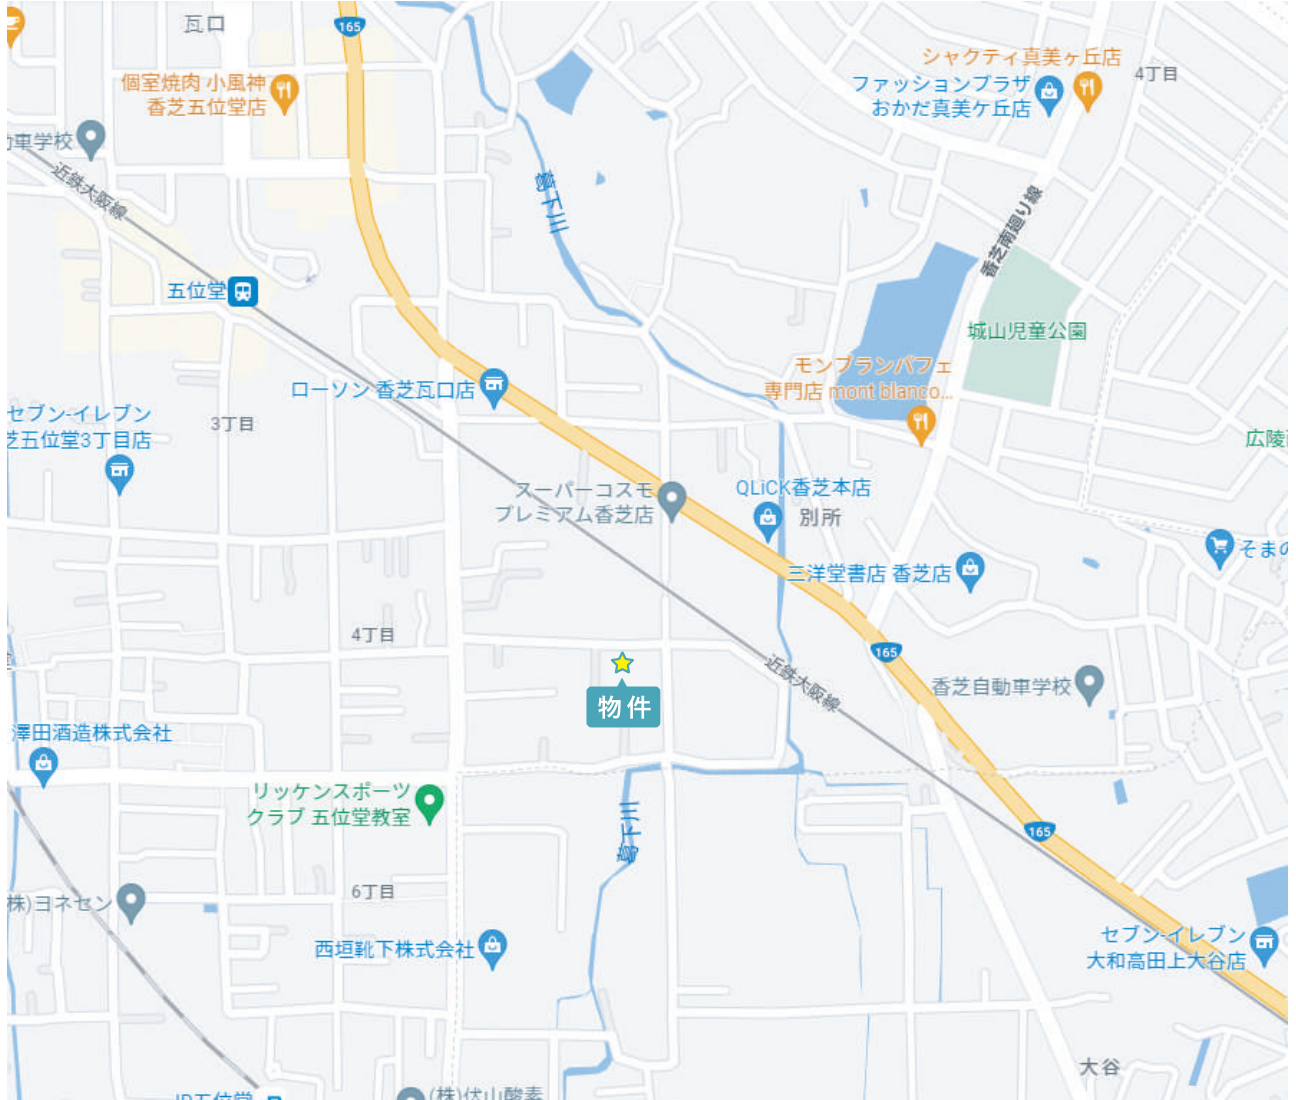 瓦口
165
シャクティ真美ヶ丘店
4丁目
個室焼肉 小風神
香芝五位堂店
ファッションプラザ
おかだ真美ケ丘店
車学校
近鉄大阪線
葛下川
香芝南廻り線
五位堂
城山児童公園
モンブランパフェ
専門店 mont blanco...
ローソン 香芝瓦口店
セブン-イレブン
芝五位堂3丁目店
3丁目
広陵
スーパーコスモ
プレミアム香芝店
QLiCK香芝本店
別所
そまの
三洋堂書店 香芝店
4丁目
165
近鉄大阪線
香芝自動車学校
物件
澤田酒造株式会社
リッケンスポーツ
クラブ 五位堂教室
葛下川
165
6丁目
株)ヨネセン
西垣靴下株式会社
セブン-イレブン
大和高田上大谷店
大谷
JR五位堂
(株)伏山酸素